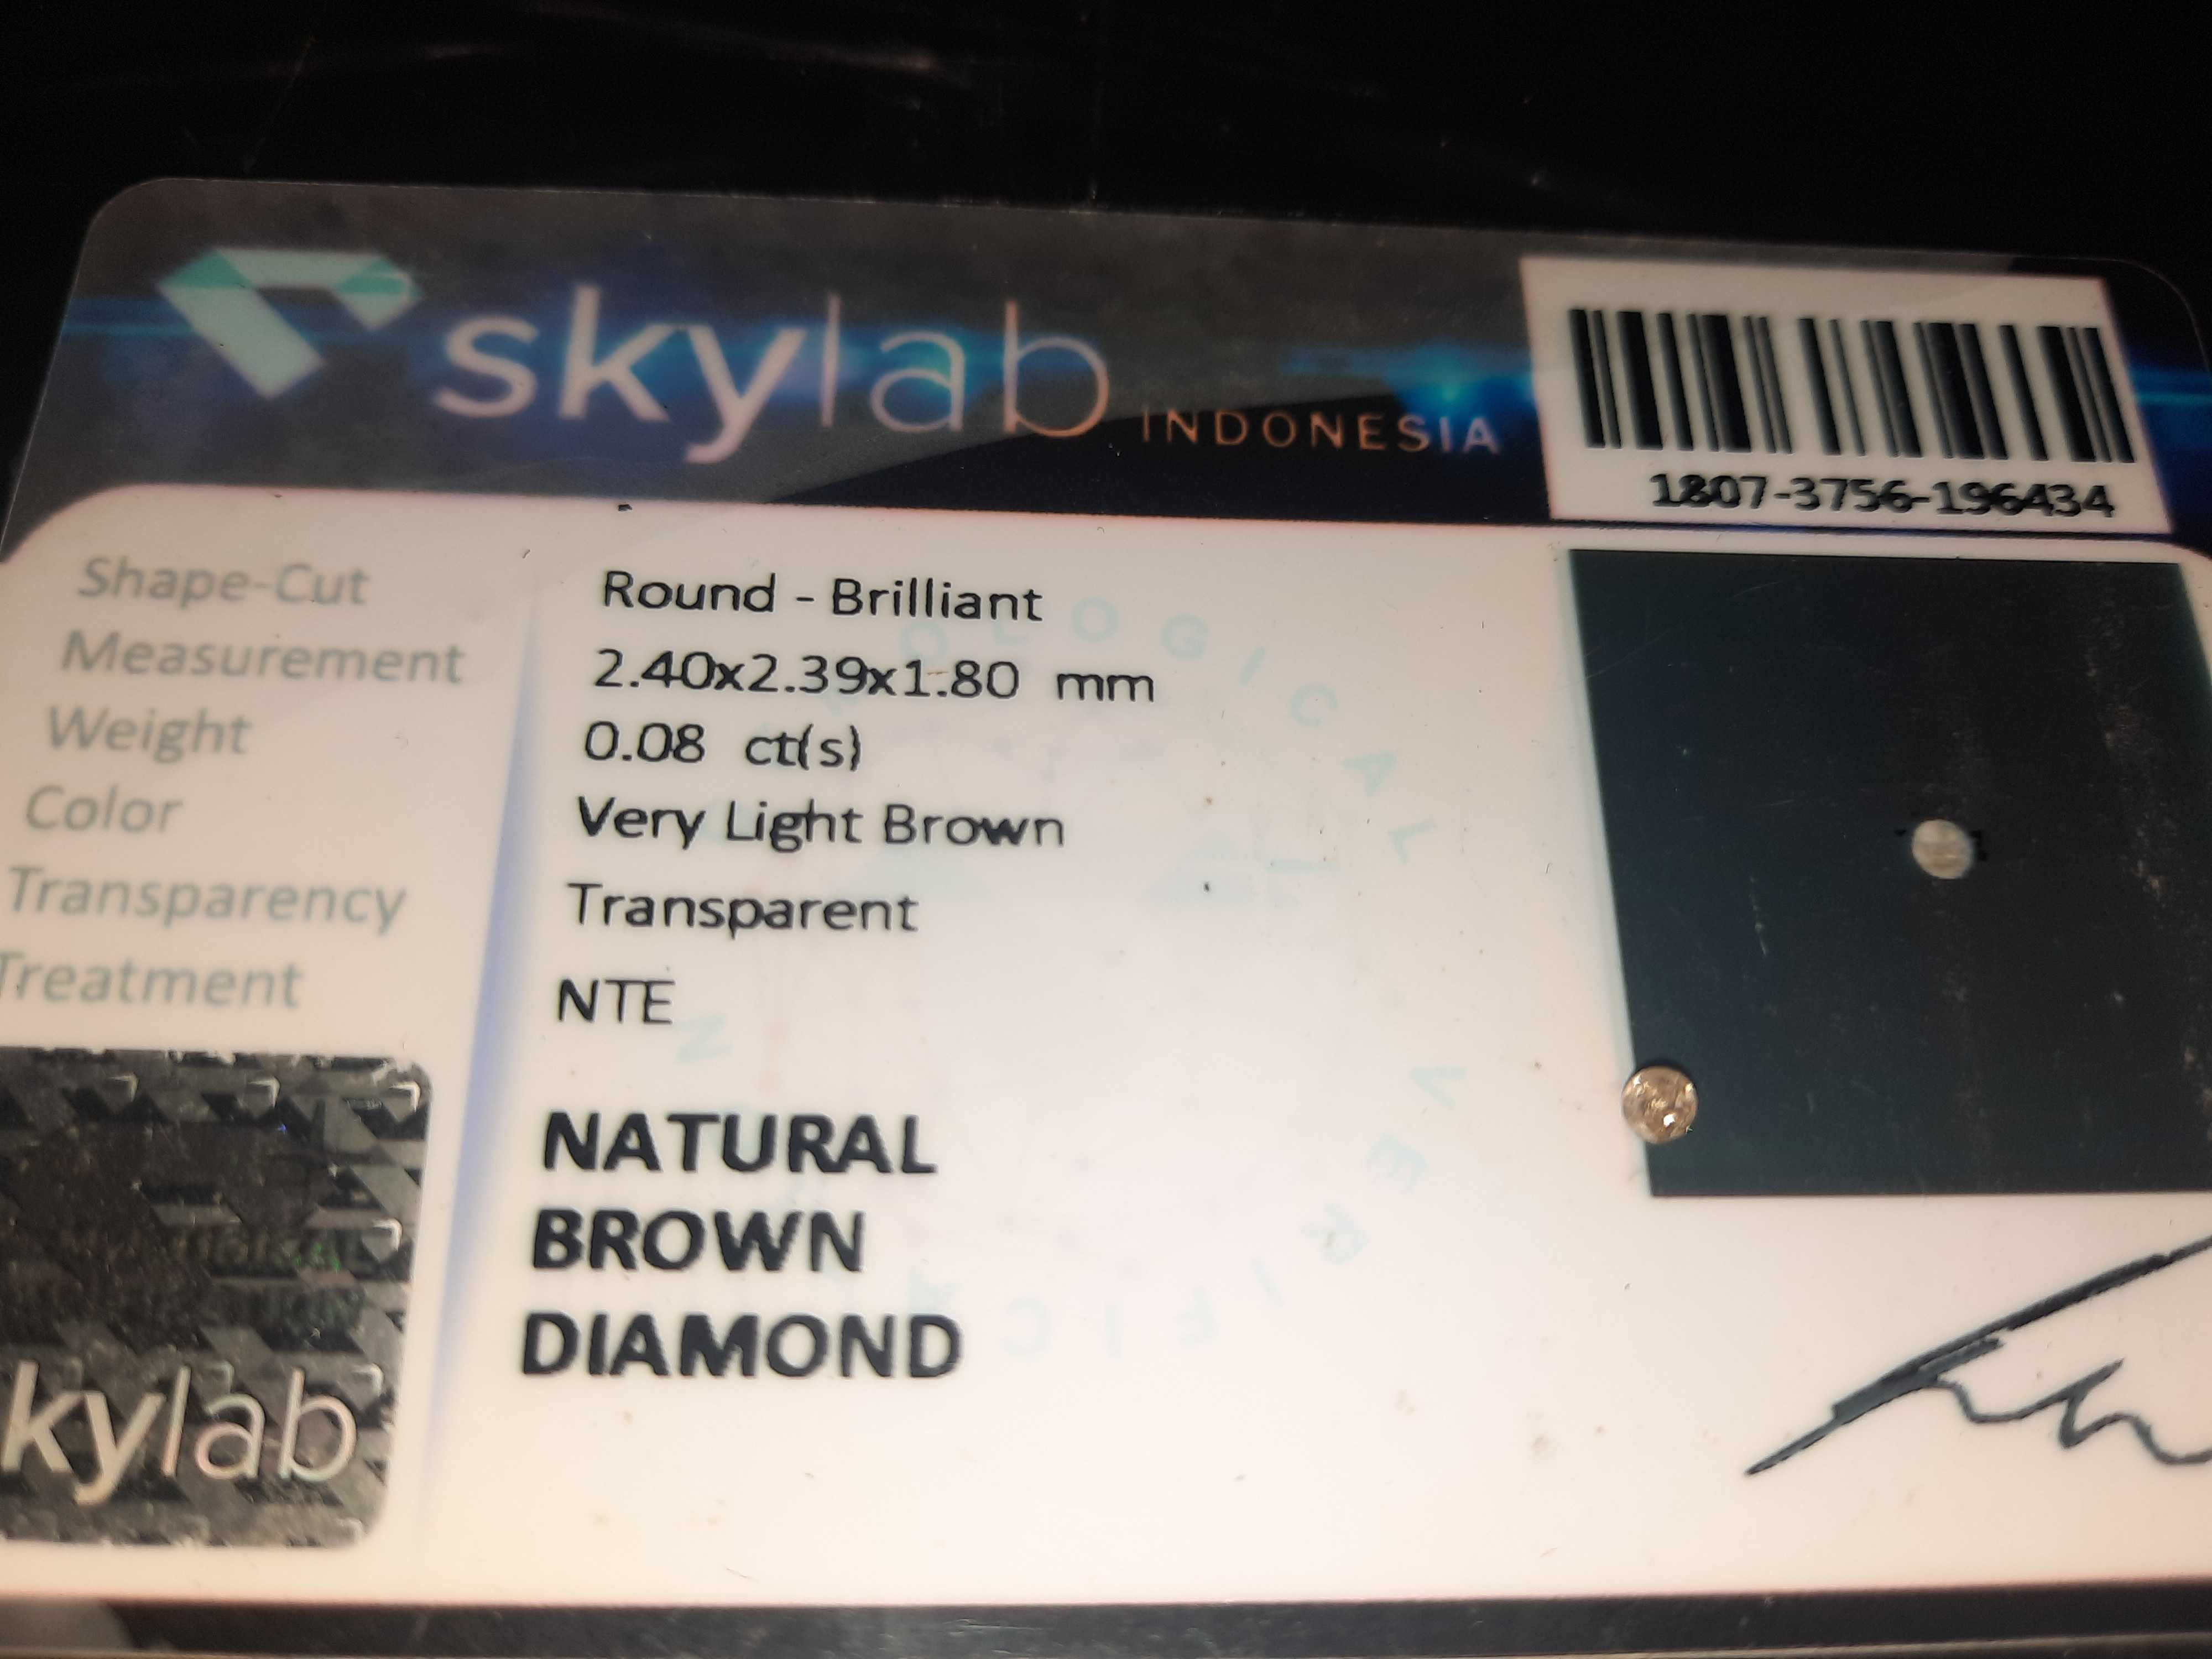 skylab INDONESIA
1807-3756-196434
Shape-Cut Round - Brilliant
Measurement 2.40x2.39x1.80 mm
Weight 0.08 ct(s)
Color Very Light Brown
Transparency Transparent
Treatment NTE
NATURAL
BROWN
DIAMOND
kylab